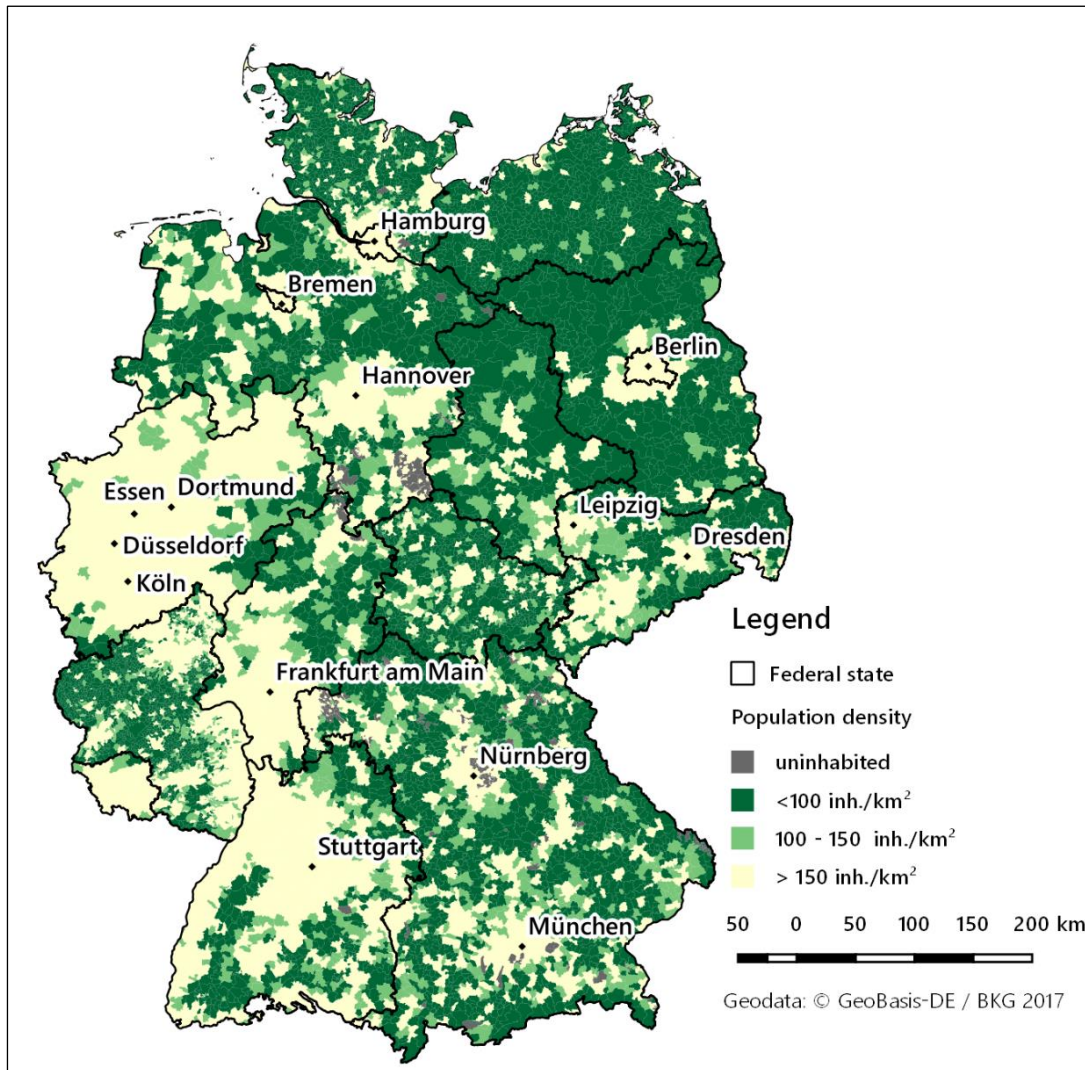 Hamburg
Bremen
Berlin
Hannover
Essen Dortmund
Leipzig
Düsseldorf
Dresden
Köln
Legend
Federal state
Frankfurt am Main
Population density
Nürnberg
uninhabited
<100 inh./km²
100 - 150 inh./km²
Stuttgart
> 150 inh./km²
München
50 0 50 100 150 200 km
Geodata: © GeoBasis-DE / BKG 2017